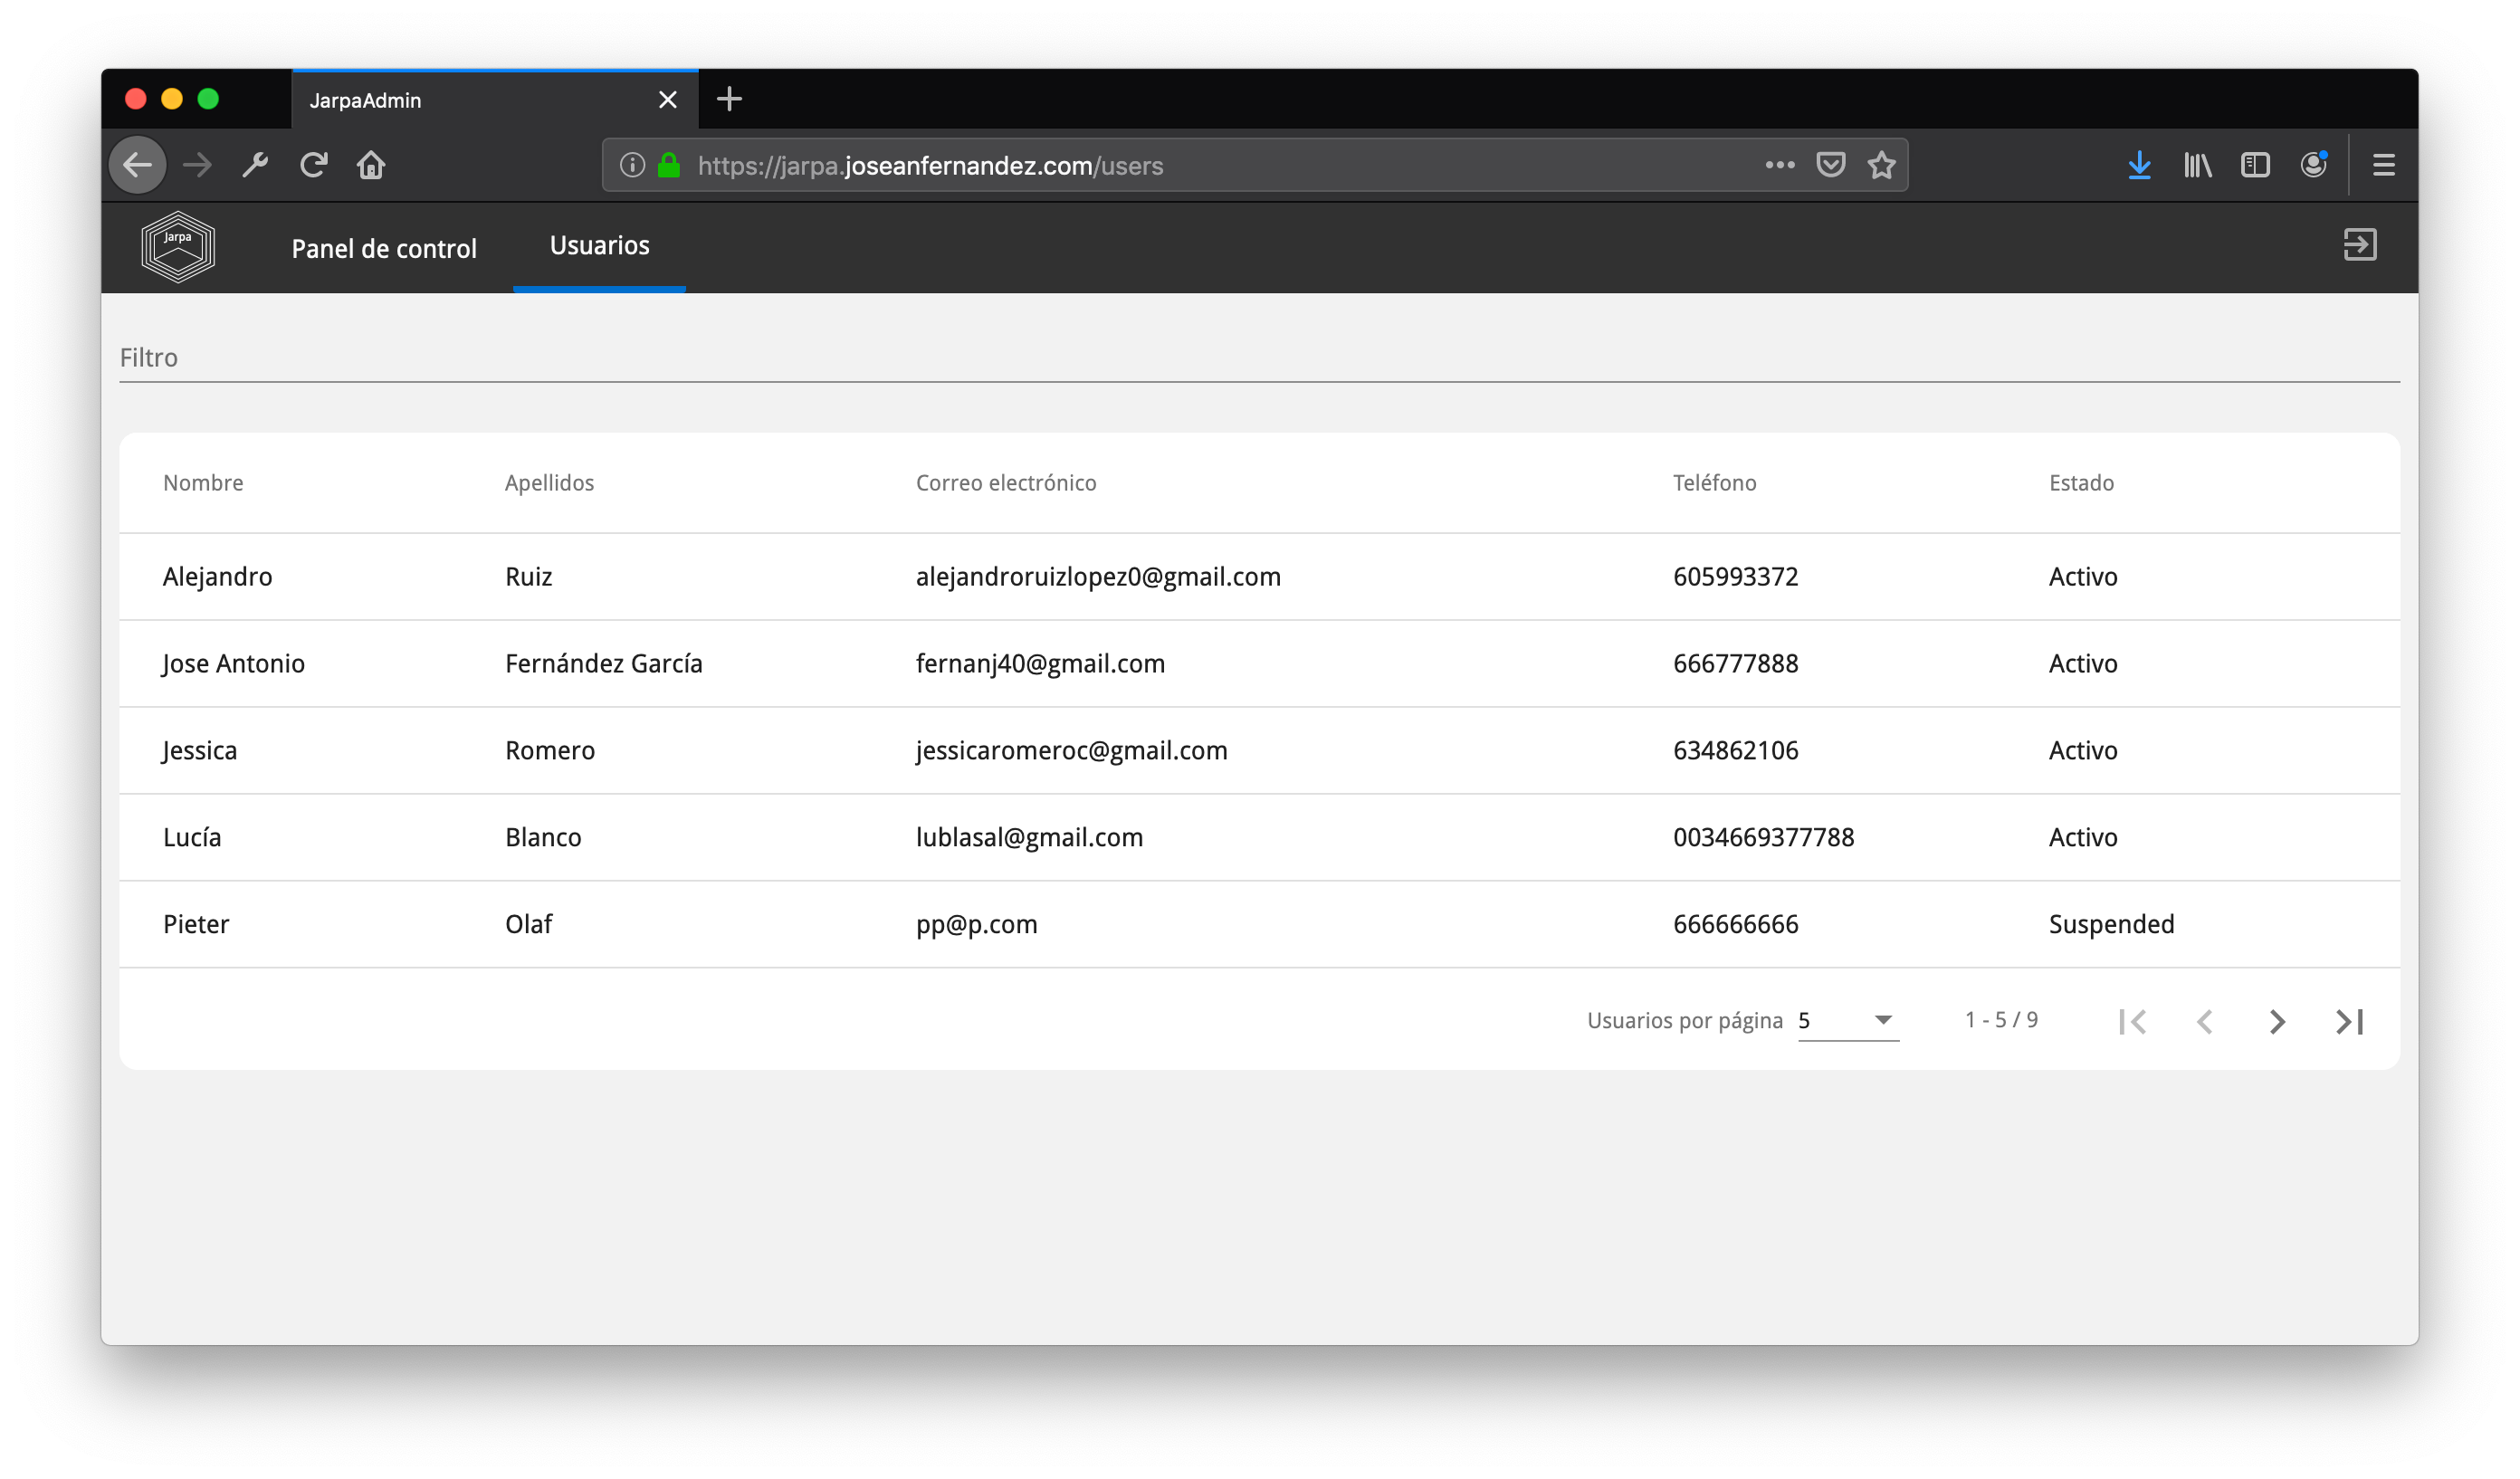 JarpaAdmin
https://jarpa.joseanfernandez.com/users
Jarpa
Panel de control
Usuarios
Filtro
Nombre Apellidos Correo electrónico Teléfono Estado
Alejandro Ruiz alejandroruizlopez0@gmail.com 605993372 Activo
Jose Antonio Fernández García fernanj40@gmail.com 666777888 Activo
Jessica Romero jessicaromeroc@gmail.com 634862106 Activo
Lucía Blanco lublasal@gmail.com 0034669377788 Activo
Pieter Olaf pp@p.com 666666666 Suspended
Usuarios por página 5 1 - 5 / 9